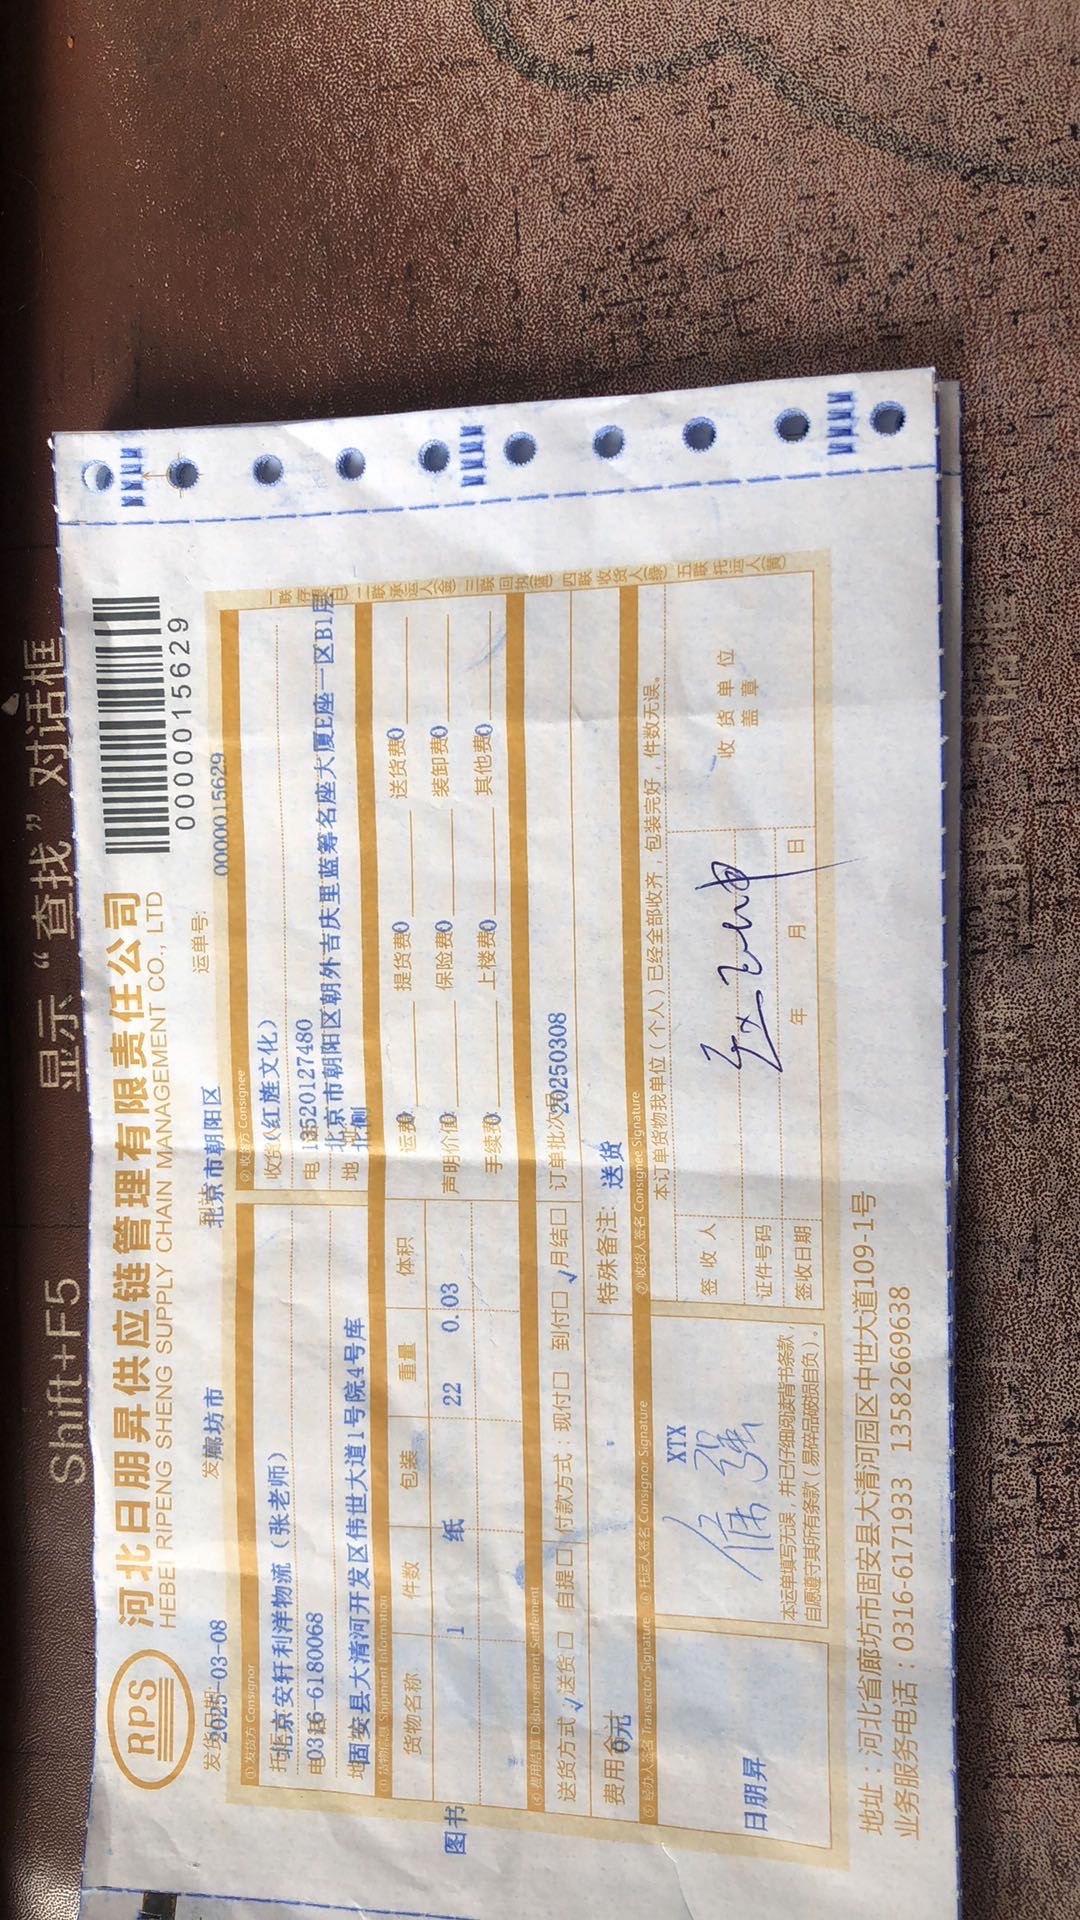 显示“查找”对话框
Shift+F5
RPS
河北日朋昇供应链管理有限责任公司
HEBEI RIPENG SHENG SUPPLY CHAIN MANAGEMENT CO., LTD
0000015629
发货日期: 2025-03-08 发 廊坊市 北京市朝阳区 运单号: 0000015629
① 发货方 Consignor
托 北京安轩利洋物流（张老师）
电 0316-6180068
地 固安县大清河开发区伟世大道1号院4号库
② 收货方 Consignee
收货 (红旌文化)
电 13520127480
地 北京市朝阳区朝外吉庆里蓝筹名座大厦E座一区B1层
北侧
③ 货物信息 Shipment Information
货物名称 件数 包装 重量 体积
图书 1 纸 22 0.03
运费 0 提货费 0 送货费 0
声明价值 0 保险费 0 装卸费 0
手续费 0 上楼费 0 其他费 0
④ 费用结算 Disbursement Settlement
送货方式: √ 送货 □ 自提 □ 付款方式：现付 □ 到付 □ √ 月结 □ 订单批次号 20250308
费用合 0元 特殊备注: 送货
⑤ 经办人签名 Transactor Signature
日朋昇
⑥ 托运人签名 Consignor Signature
XTX
本运单填写无误，并已仔细阅读背书条款，
自愿遵守其所有条款（易碎品破损自负）。
⑦ 收货人签名 Consignee Signature
本订单货物我单位（个人）已经全部收齐，包装完好，件数无误。
签 收 人
证件号码
签收日期 年 月 日
收 货 单 位
盖 章
一联存根(白) 二联承运人(金) 三联回执(蓝) 四联收货人(绿) 五联托运人(黄)
地址：河北省廊坊市固安县大清河园区中世大道109-1号
业务服务电话：0316-6171933 13582669638